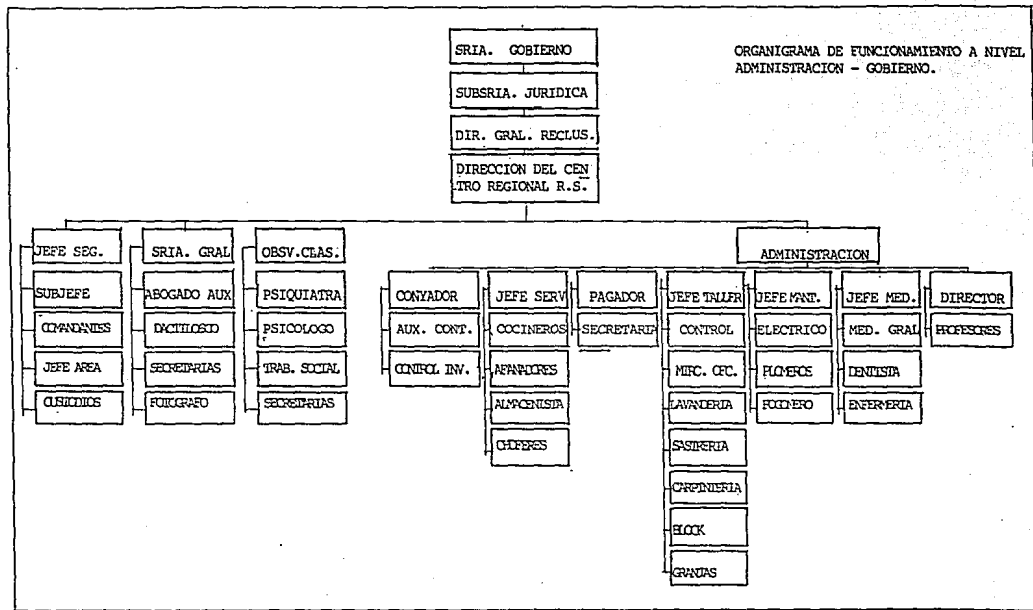 SRIA. GOBIERNO
ORGANIGRAMA DE FUNCIONAMIENTO A NIVEL
ADMINISTRACION - GOBIERNO.
SUBSRIA. JURIDICA
DIR. GRAL. RECLUS.
DIRECCION DEL CEN
TRO REGIONAL R.S.
JEFE SEG.
SUBJEFE
COMANDANTES
JEFE AREA
CUSTODIOS
SRIA. GRAL
ABOGADO AUX
DACTILOSCO
SECRETARIAS
FOTOGRAFO
OBSV.CLAS.
PSIQUIATRA
PSICOLOGO
TRAB. SOCIAL
SECRETARIAS
ADMINISTRACION
CONYADOR
AUX. CONT.
CONTROL INV.
JEFE SERV
COCINEROS
AFANADORES
ALMACENISTA
CHOFERES
PAGADOR
SECRETARIA
JEFE TALLER
CONTROL
OFC.
LAVANDERIA
SASTRERIA
CARPINTERIA
BLOCK
GRANJAS
JEFE MANT.
ELECTRICO
PLOMEROS
FOGONERO
JEFE MED.
MED. GRAL
DENTISTA
ENFERMERIA
DIRECTOR
PROFESORES